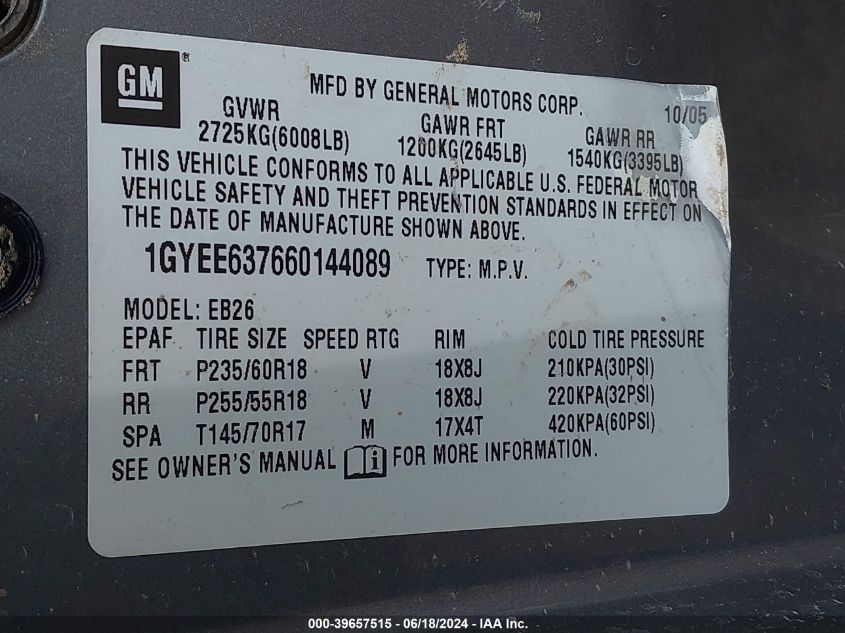 GM
MFD BY GENERAL MOTORS CORP. 10/05
GVWR GAWR FRT GAWR RR
2725KG(6008LB) 1200KG(2645LB) 1540KG(3395LB)
THIS VEHICLE CONFORMS TO ALL APPLICABLE U.S. FEDERAL MOTOR
VEHICLE SAFETY AND THEFT PREVENTION STANDARDS IN EFFECT ON
THE DATE OF MANUFACTURE SHOWN ABOVE.
1GYEE637660144089 TYPE: M.P.V.
MODEL: EB26
EPAF TIRE SIZE SPEED RTG RIM COLD TIRE PRESSURE
FRT P235/60R18 V 18X8J 210KPA(30PSI)
RR P255/55R18 V 18X8J 220KPA(32PSI)
SPA T145/70R17 M 17X4T 420KPA(60PSI)
SEE OWNER'S MANUAL i FOR MORE INFORMATION.
000-39657515 - 06/18/2024 - IAA Inc.